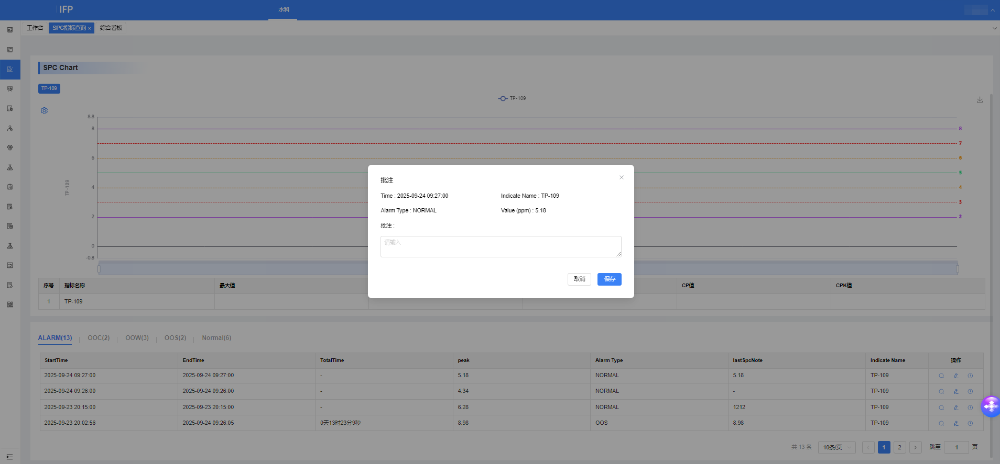 IFP
水科
工作台
SPC指标查询 ×
综合看板
SPC Chart
TP-109
TP-109
8.8
8
6
4
2
0
-0.8
TP-109
8
7
6
5
4
3
2
批注
Time : 2025-09-24 09:27:00
Indicate Name : TP-109
Alarm Type : NORMAL
Value (ppm) : 5.18
批注 :
请输入
取消
保存
序号 指标名称 最大值 CP值 CPK值
1 TP-109
ALARM(13) OOC(2) OOW(3) OOS(2) Normal(6)
StartTime EndTime TotalTime peak Alarm Type lastSpcNote Indicate Name 操作
2025-09-24 09:27:00 2025-09-24 09:27:00 - 5.18 NORMAL 5.18 TP-109
2025-09-24 09:26:00 2025-09-24 09:26:00 - 4.34 NORMAL - TP-109
2025-09-23 20:15:00 2025-09-23 20:15:00 - 6.28 NORMAL 1212 TP-109
2025-09-23 20:02:56 2025-09-24 09:26:05 0天13时23分9秒 8.98 OOS 8.98 TP-109
共 13 条 10条/页 1 2 跳至 1 页